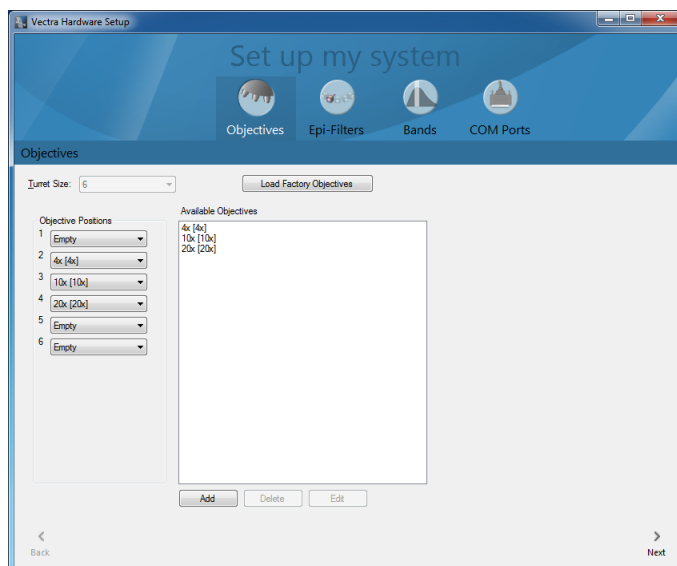 Vectra Hardware Setup
Set up my system
Objectives Epi-Filters Bands COM Ports
Objectives
Turret Size: 6
Load Factory Objectives
Objective Positions
1 Empty
2 4x [4x]
3 10x [10x]
4 20x [20x]
5 Empty
6 Empty
Available Objectives
4x [4x]
10x [10x]
20x [20x]
Add Delete Edit
Back Next